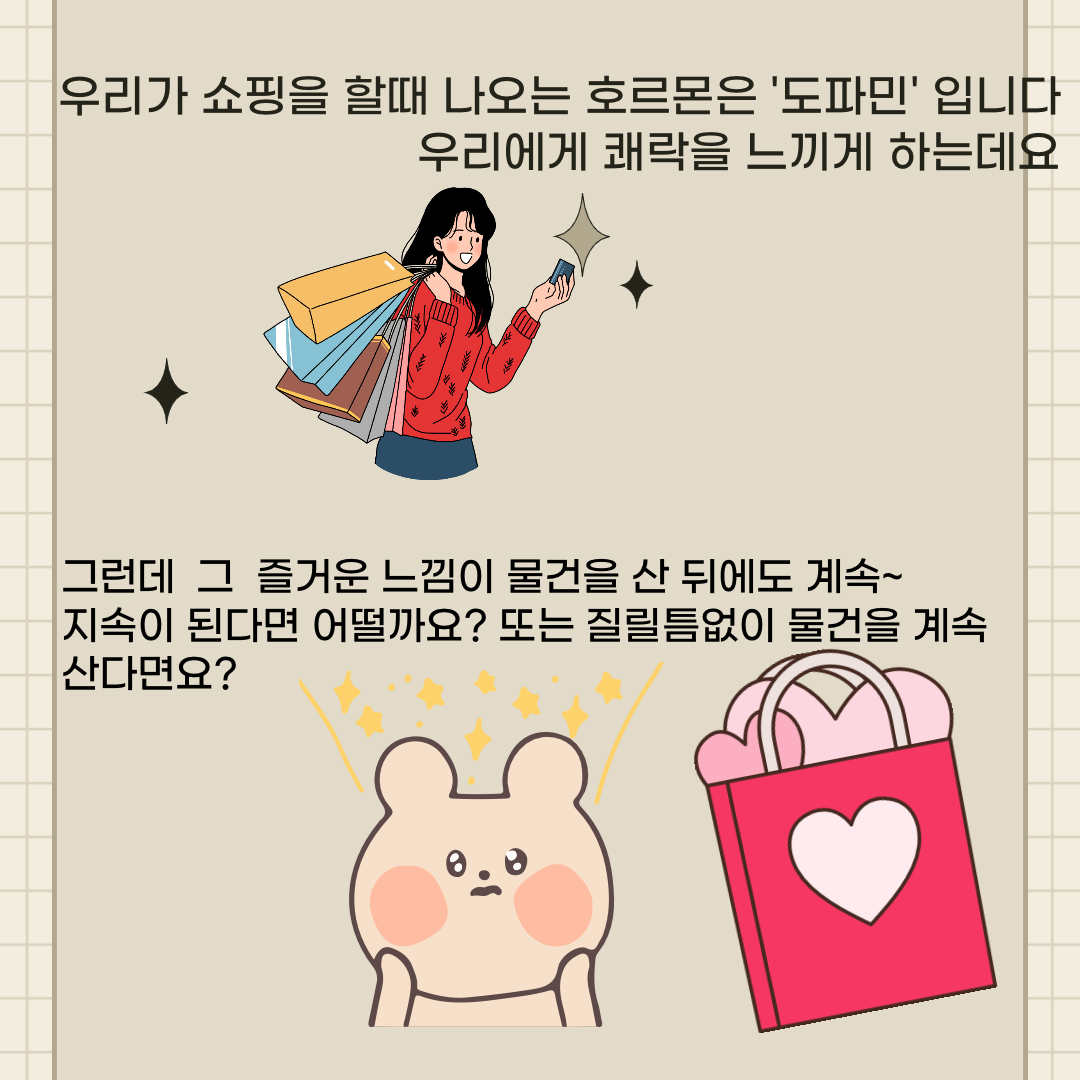 우리가 쇼핑을 할때 나오는 호르몬은 '도파민' 입니다
우리에게 쾌락을 느끼게 하는데요
그런데 그 즐거운 느낌이 물건을 산 뒤에도 계속~
지속이 된다면 어떨까요? 또는 질릴틈없이 물건을 계속
산다면요?